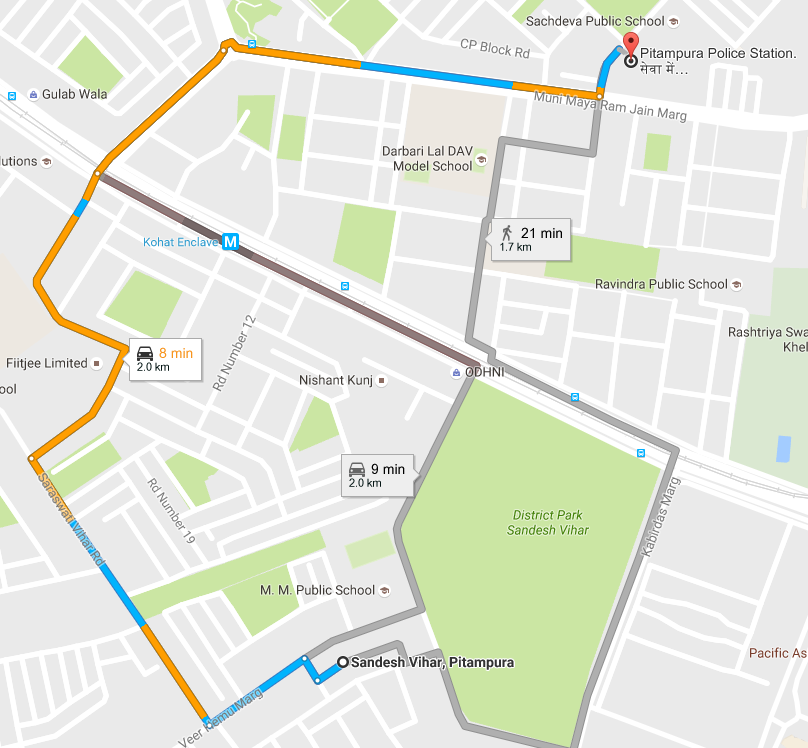 Sachdeva Public School
CP Block Rd
Pitampura Police Station.
सेवा में...
Gulab Wala
Muni Maya Ram Jain Marg
Darbari Lal DAV
Model School
lutions
21 min
1.7 km
Kohat Enclave
M
Ravindra Public School
Rashtriya Swa
Khel
Rd Number 12
8 min
2.0 km
Fiitjee Limited
ool
ODHNI
Nishant Kunj
9 min
2.0 km
Saraswati Vihar Rd
Rd Number 19
District Park
Sandesh Vihar
Kabirdas Marg
M. M. Public School
Sandesh Vihar, Pitampura
Pacific As
Veer Kemu Marg